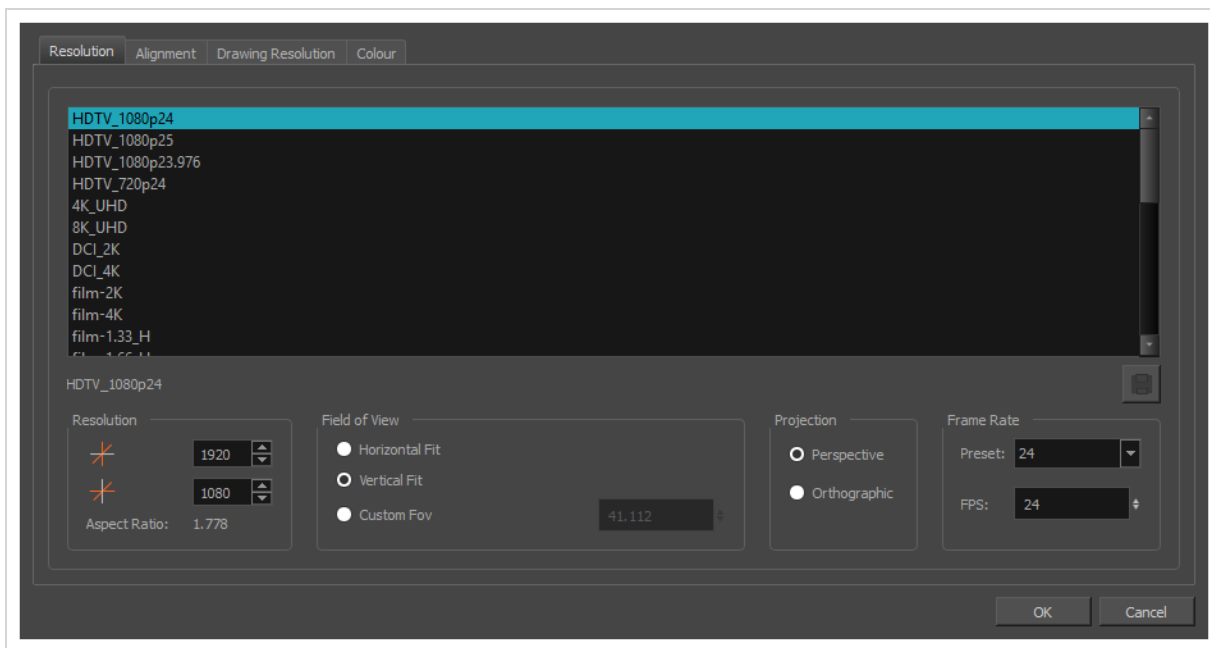 Resolution Alignment Drawing Resolution Colour
HDTV_1080p24
HDTV_1080p25
HDTV_1080p23.976
HDTV_720p24
4K_UHD
8K_UHD
DCI_2K
DCI_4K
film-2K
film-4K
film-1.33_H
HDTV_1080p24
Resolution
1920
1080
Aspect Ratio: 1.778
Field of View
Horizontal Fit
Vertical Fit
Custom Fov 41.112
Projection
Perspective
Orthographic
Frame Rate
Preset: 24
FPS: 24
OK Cancel